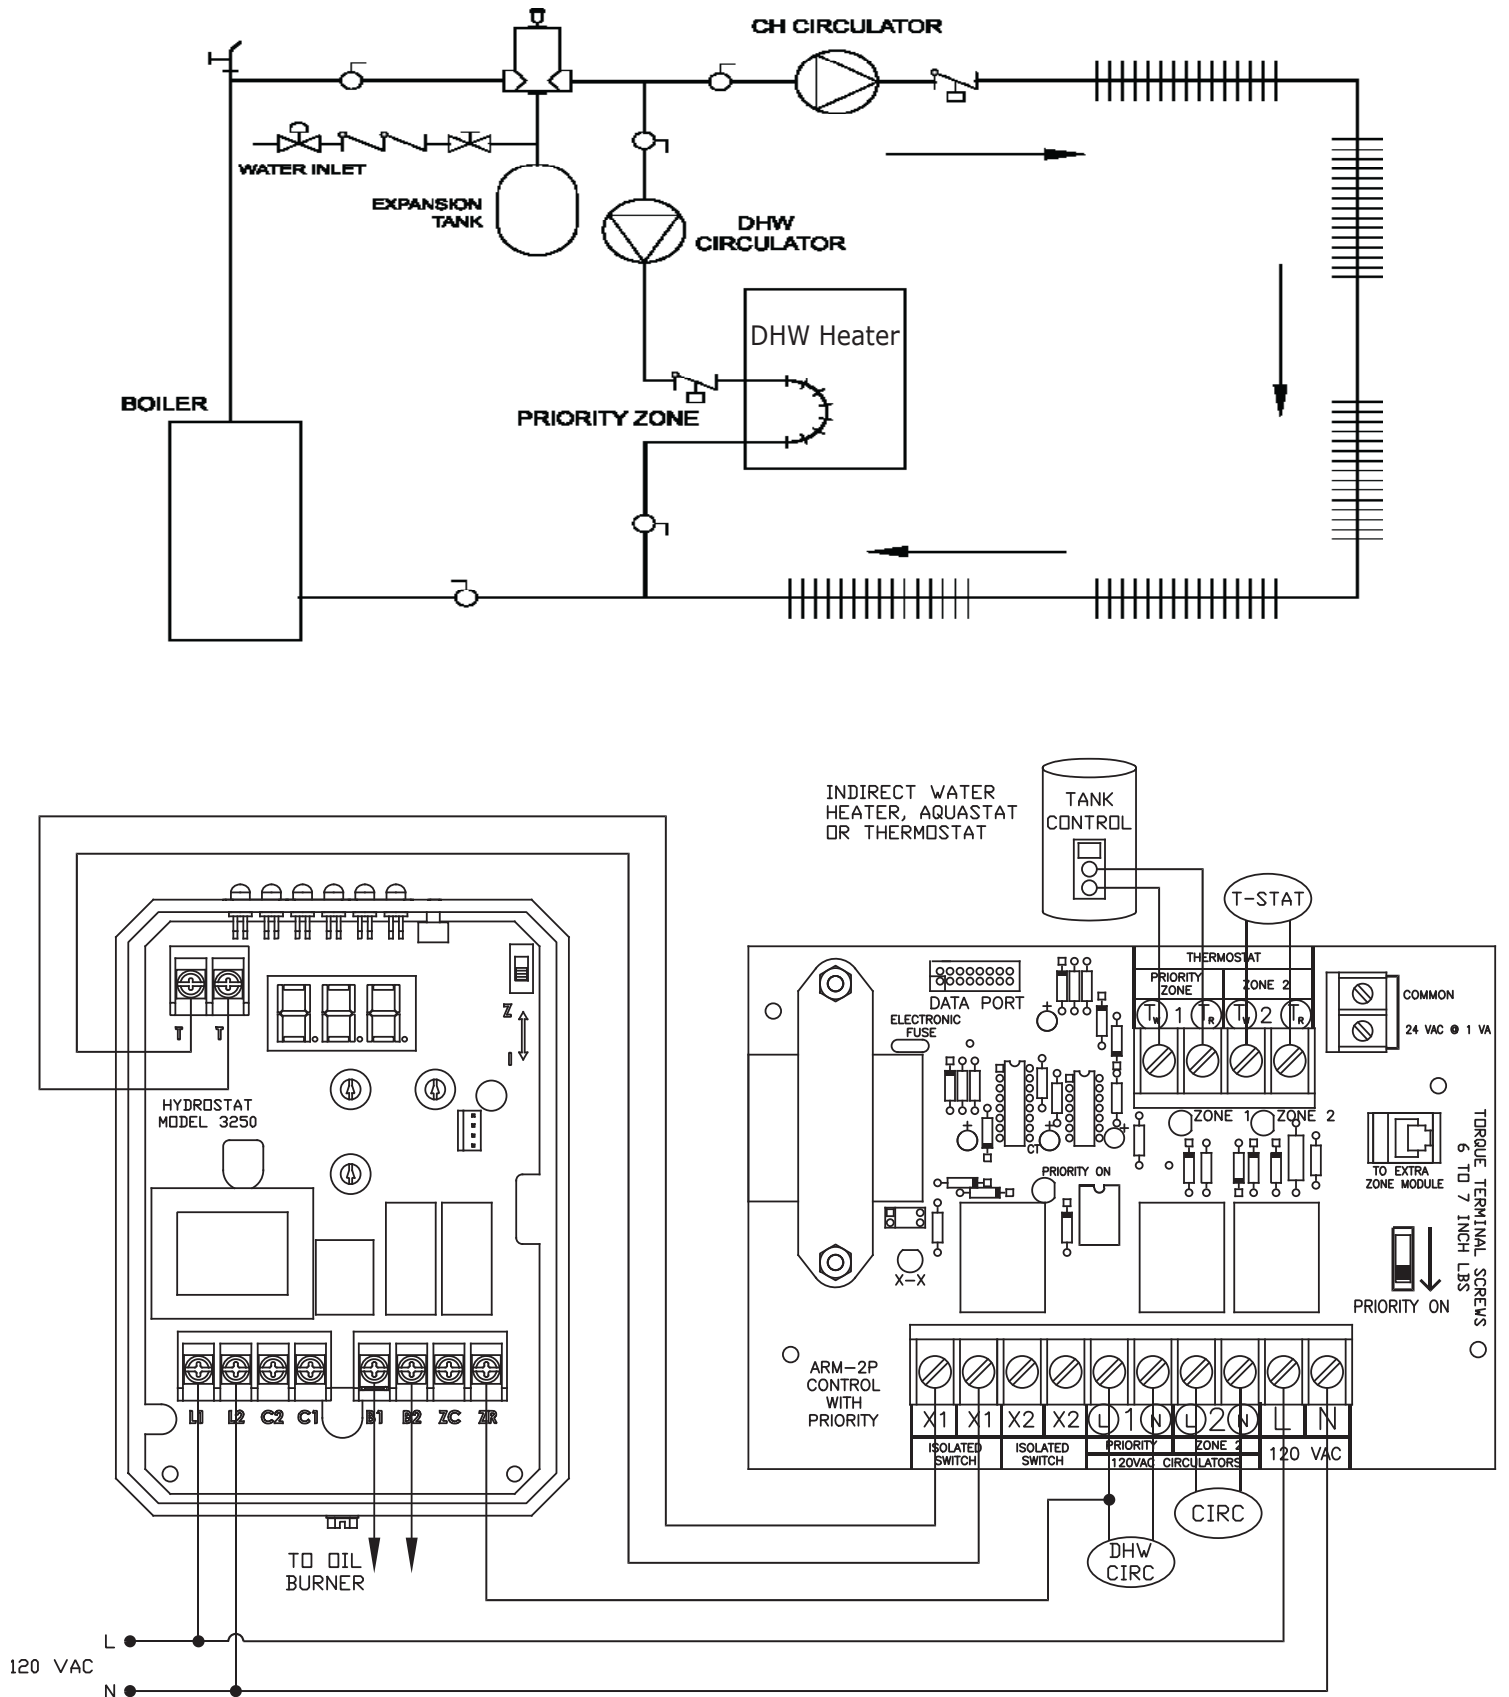 CH CIRCULATOR
WATER INLET
EXPANSION
TANK
DHW
CIRCULATOR
DHW Heater
BOILER
PRIORITY ZONE
INDIRECT WATER
HEATER, AQUASTAT
OR THERMOSTAT
TANK
CONTROL
T-STAT
THERMOSTAT
PRIORITY
ZONE
ZONE 2
TW 1 TR TW 2 TR
COMMON
24 VAC @ 1 VA
DATA PORT
ELECTRONIC
FUSE
T T
Z
I
HYDROSTAT
MODEL 3250
CT
ZONE 1
ZONE 2
PRIORITY ON
X-X
TO EXTRA
ZONE MODULE
TORQUE TERMINAL SCREWS
6 TO 7 INCH LBS
PRIORITY ON
ARM-2P
CONTROL
WITH
PRIORITY
L1 L2 C2 C1 B1 B2 ZC ZR
X1 X1 X2 X2 L 1 N L 2 N L N
ISOLATED
SWITCH
ISOLATED
SWITCH
PRIORITY
ZONE 2
120VAC CIRCULATORS
120 VAC
CIRC
DHW
CIRC
TO OIL
BURNER
L
120 VAC
N